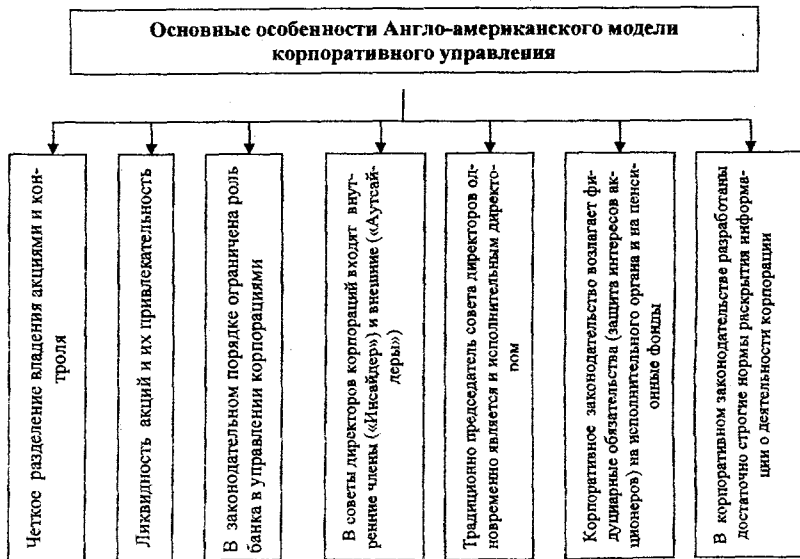 Основные особенности Англо-американского модели
корпоративного управления
Четкое разделение владения акциями и кон-
троля
Ликвидность акций и их привлекательность
В законодательном порядке ограничена роль
банка в управлении корпорациями
В советы директоров корпораций входят внут-
ренние члены («Инсайдер») и внешние («Аутсай-
деры»)
Традиционно председатель совета директоров од-
новременно является и исполнительным директо-
ром
Корпоративное законодательство возлагает фи-
дуциарные обязательства (защита интересов ак-
ционеров) на исполнительного органа и на пенси-
онные фонды
В корпоративном законодательстве разработаны
достаточно строгие нормы раскрытия информа-
ции о деятельности корпорации